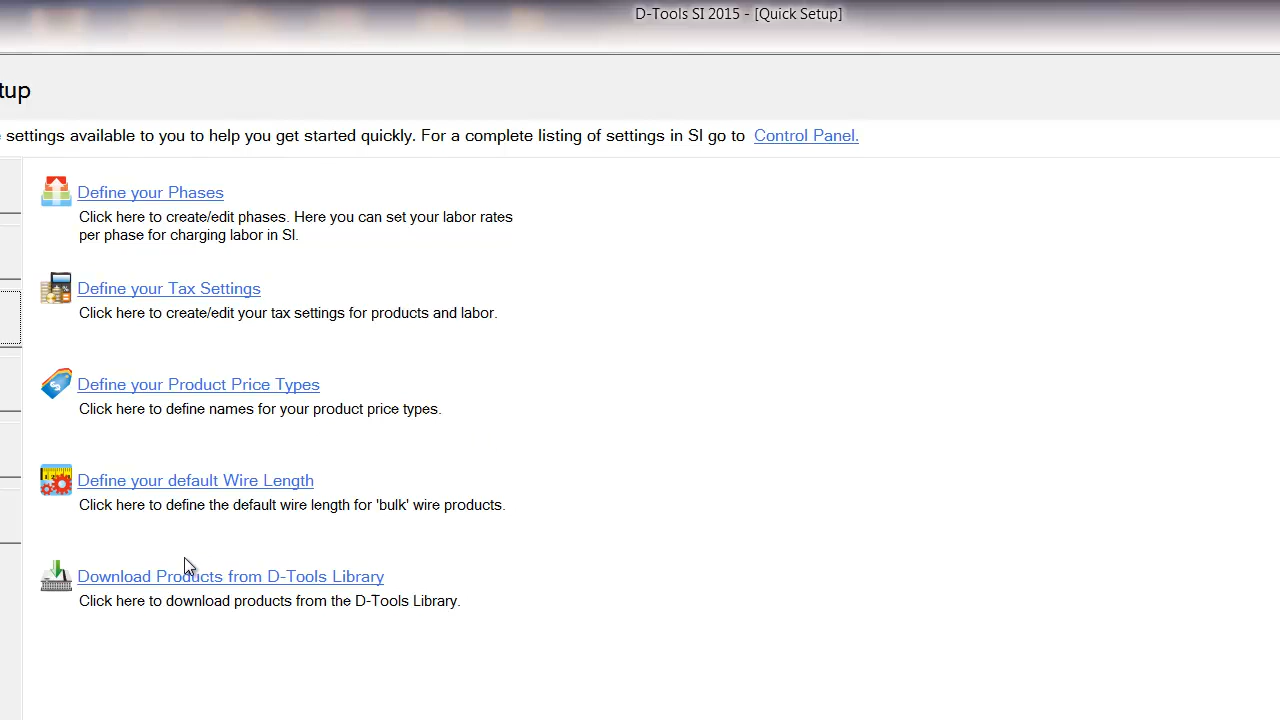 D-Tools SI 2015 - [Quick Setup]
tup
settings available to you to help you get started quickly. For a complete listing of settings in SI go to Control Panel.
Define your Phases
Click here to create/edit phases. Here you can set your labor rates
per phase for charging labor in SI.
Define your Tax Settings
Click here to create/edit your tax settings for products and labor.
Define your Product Price Types
Click here to define names for your product price types.
Define your default Wire Length
Click here to define the default wire length for 'bulk' wire products.
Download Products from D-Tools Library
Click here to download products from the D-Tools Library.